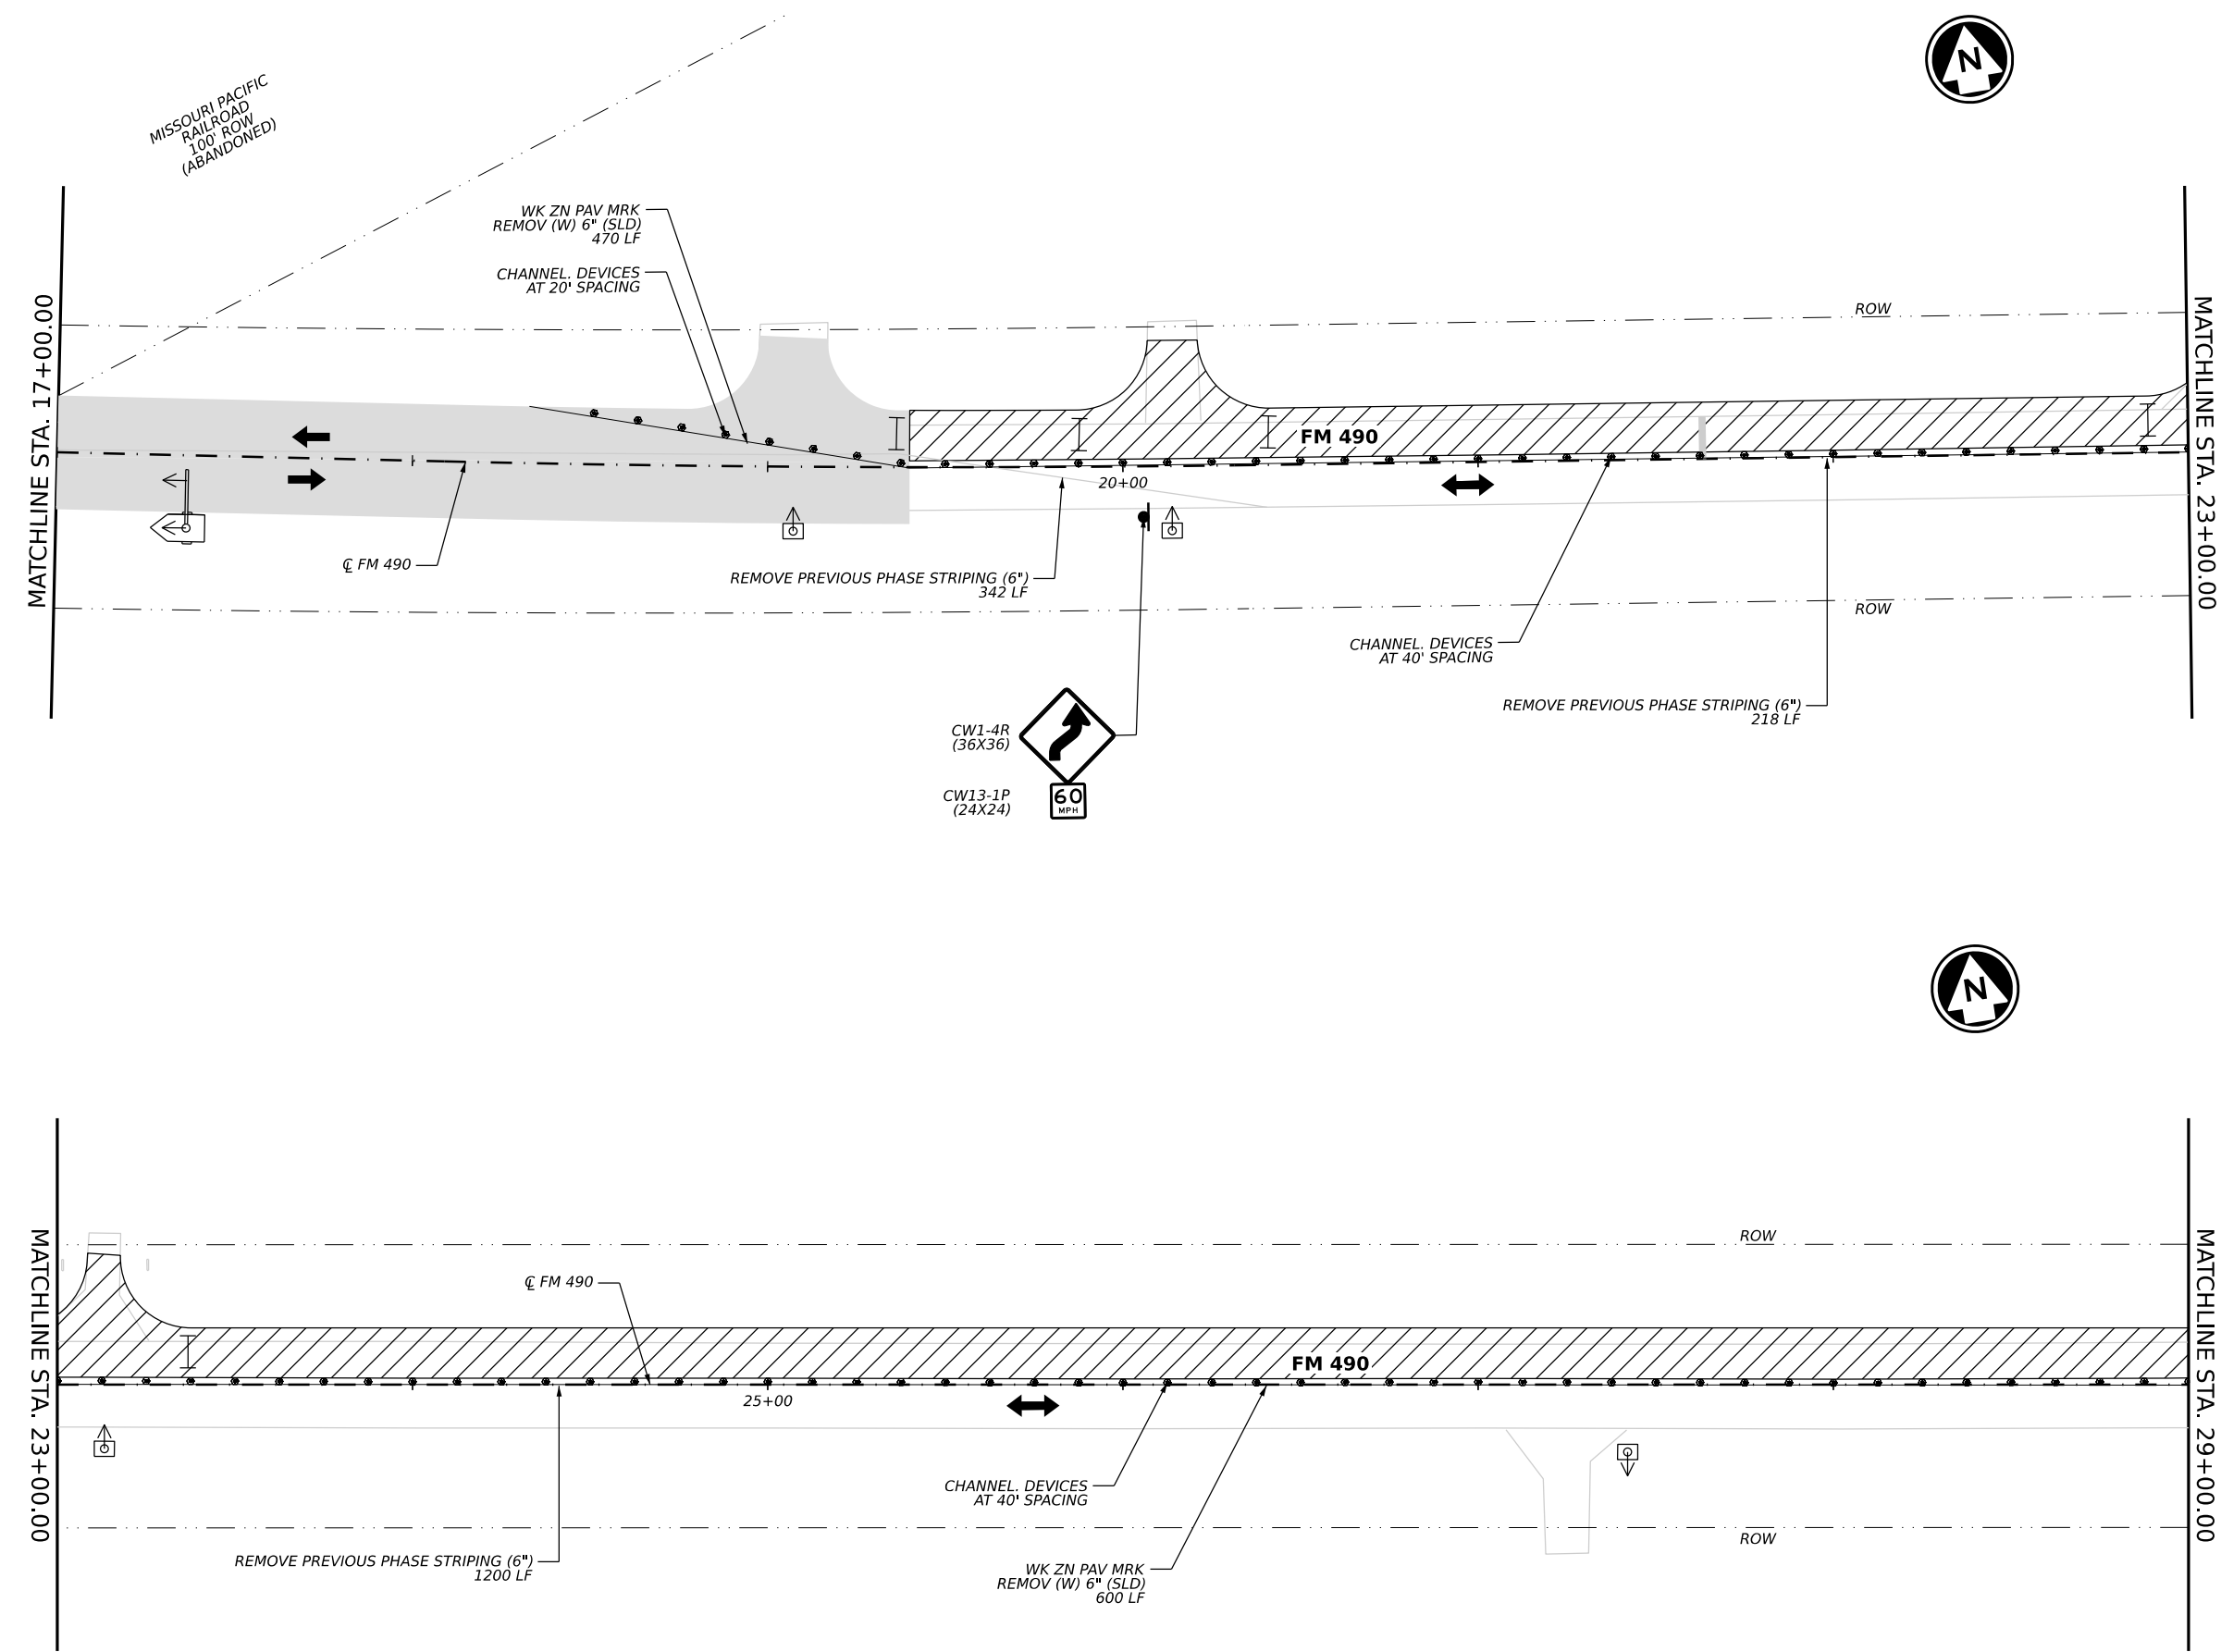 MISSOURI PACIFIC
RAILROAD
100' ROW
(ABANDONED)
N
WK ZN PAV MRK
REMOV (W) 6" (SLD)
470 LF
CHANNEL. DEVICES
AT 20' SPACING
MATCHLINE STA. 17+00.00
ROW
MATCHLINE STA. 23+00.00
FM 490
20+00
℄ FM 490
REMOVE PREVIOUS PHASE STRIPING (6")
342 LF
ROW
CHANNEL. DEVICES
AT 40' SPACING
REMOVE PREVIOUS PHASE STRIPING (6")
218 LF
CW1-4R
(36X36)
CW13-1P
(24X24)
60
MPH
N
MATCHLINE STA. 23+00.00
ROW
MATCHLINE STA. 29+00.00
℄ FM 490
FM 490
25+00
CHANNEL. DEVICES
AT 40' SPACING
ROW
REMOVE PREVIOUS PHASE STRIPING (6")
1200 LF
WK ZN PAV MRK
REMOV (W) 6" (SLD)
600 LF